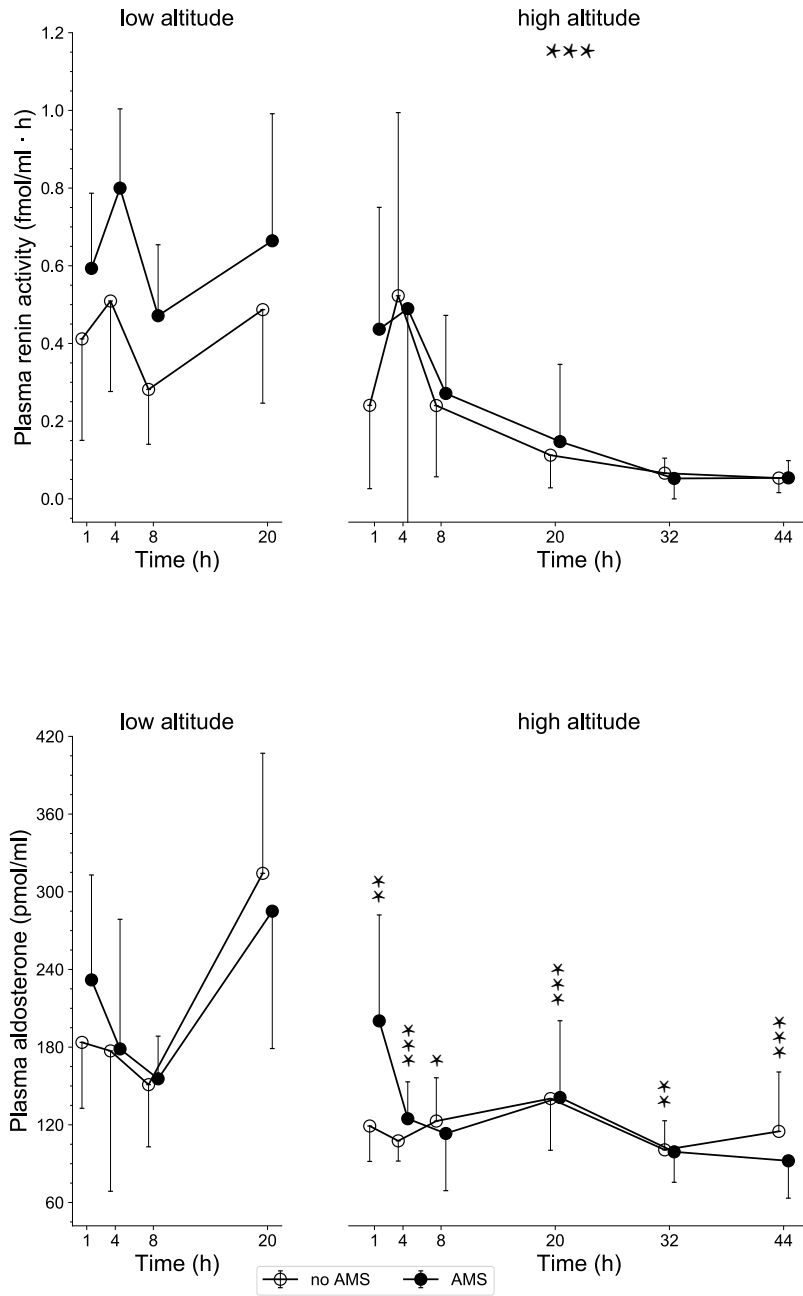 low altitude
high altitude
Plasma renin activity (fmol/ml · h)
1.2
1.0
0.8
0.6
0.4
0.2
0.0
1 4 8 20
1 4 8 20 32 44
Time (h)
Time (h)
low altitude
high altitude
Plasma aldosterone (pmol/ml)
420
360
300
240
180
120
60
1 4 8 20
1 4 8 20 32 44
Time (h)
Time (h)
no AMS
AMS